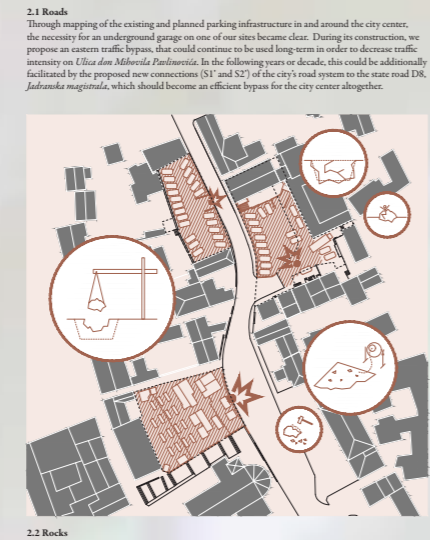 2.1 Roads
Through mapping of the existing and planned parking infrastructure in and around the city center,
the necessity for an underground garage on one of our sites became clear. During its construction, we
propose an eastern traffic bypass, that could continue to be used long-term in order to decrease traffic
intensity on Ulica don Mihovila Pavlinovića. In the following years or decade, this could be additionally
facilitated by the proposed new connections (S1' and S2') of the city's road system to the state road D8,
Jadranska magistrala, which should become an efficient bypass for the city center altogether.
2.2 Rocks